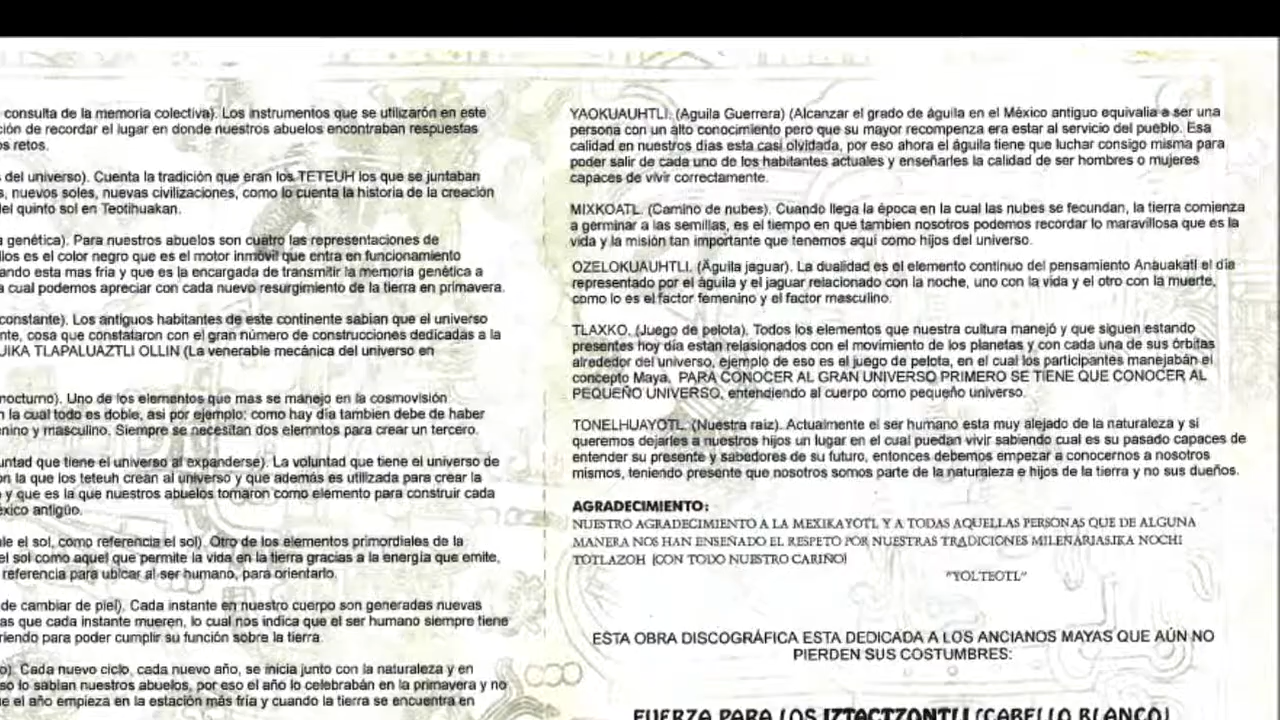 consulta de la memoria colectiva). Los instrumentos que se utilizarón en este
ción de recordar el lugar en donde nuestros abuelos encontraban respuestas
os retos.
s del universo). Cuenta la tradición que eran los TETEUH los que se juntaban
s, nuevos soles, nuevas civilizaciones, como lo cuenta la historia de la creación
del quinto sol en Teotihuakan.
a genética). Para nuestros abuelos son cuatro las representaciones de
llos es el color negro que es el motor inmóvil que entra en funcionamiento
ando esta mas fria y que es la encargada de transmitir la memoria genética a
a cual podemos apreciar con cada nuevo resurgimiento de la tierra en primavera.
constante). Los antiguos habitantes de este continente sabian que el universo
nte, cosa que constataron con el gran número de construcciones dedicadas a la
UIKA TLAPALUAZTLI OLLIN (La venerable mecánica del universo en
nocturno). Uno de los elementos que mas se manejo en la cosmovisión
n la cual todo es doble, asi por ejemplo: como hay día tambien debe de haber
enino y masculino. Siempre se necesitan dos elemntos para crear un tercero.
untad que tiene el universo al expanderse). La voluntad que tiene el universo de
on la que los teteuh crean al universo y que además es utilizada para crear la
o y que es la que nuestros abuelos tomaron como elemento para construir cada
éxico antigüo.
ale el sol, como referencia el sol). Otro de los elementos primordiales de la
el sol como aquel que permite la vida en la tierra gracias a la energía que emite,
referencia para ubicar al ser humano, para orientarlo.
de cambiar de piel). Cada instante en nuestro cuerpo son generadas nuevas
as que cada instante mueren, lo cual nos indica que el ser humano siempre tiene
riendo para poder cumplir su función sobre la tierra.
o). Cada nuevo ciclo, cada nuevo año, se inicia junto con la naturaleza y en
so lo sabían nuestros abuelos, por eso el año lo celebrabán en la primavera y no
e el año empieza en la estación más fría y cuando la tierra se encuentra en
YAOKUAUHTLI. (Aguila Guerrera) (Alcanzar el grado de águila en el México antiguo equivalia a ser una
persona con un alto conocimiento pero que su mayor recompenza era estar al servicio del pueblo. Esa
calidad en nuestros días esta casi olvidada, por eso ahora el águila tiene que luchar consigo misma para
poder salir de cada uno de los habitantes actuales y enseñarles la calidad de ser hombres o mujeres
capaces de vivir correctamente.
MIXKOATL. (Camino de nubes). Cuando llega la época en la cual las nubes se fecundan, la tierra comienza
a germinar a las semillas, es el tiempo en que tambien nosotros podemos recordar lo maravillosa que es la
vida y la misión tan importante que tenemos aquí como hijos del universo.
OZELOKUAUHTLI. (Águila jaguar). La dualidad es el elemento continuo del pensamiento Anáuakatl el día
representado por el águila y el jaguar relacionado con la noche, uno con la vida y el otro con la muerte,
como lo es el factor femenino y el factor masculino.
TLAXKO. (Juego de pelota). Todos los elementos que nuestra cultura manejó y que siguen estando
presentes hoy día estan relasionados con el movimiento de los planetas y con cada una de sus órbitas
alrededor del universo, ejemplo de eso es el juego de pelota, en el cual los participantes manejabán el
concepto Maya, PARA CONOCER AL GRAN UNIVERSO PRIMERO SE TIENE QUE CONOCER AL
PEQUEÑO UNIVERSO, entendiendo al cuerpo como pequeño universo.
TONELHUAYOTL. (Nuestra raiz). Actualmente el ser humano esta muy alejado de la naturaleza y si
queremos dejarles a nuestros hijos un lugar en el cual puedan vivir sabiendo cual es su pasado capaces de
entender su presente y sabedores de su futuro, entonces debemos empezar a conocernos a nosotros
mismos, teniendo presente que nosotros somos parte de la naturaleza e hijos de la tierra y no sus dueños.
AGRADECIMIENTO:
NUESTRO AGRADECIMIENTO A LA MEXIKAYOTL Y A TODAS AQUELLAS PERSONAS QUE DE ALGUNA
MANERA NOS HAN ENSEÑADO EL RESPETO POR NUESTRAS TRADICIONES MILENARIAS.IKA NOCHI
TOTLAZOH (CON TODO NUESTRO CARIÑO)
"YOLTEOTL"
ESTA OBRA DISCOGRÁFICA ESTA DEDICADA A LOS ANCIANOS MAYAS QUE AÚN NO
PIERDEN SUS COSTUMBRES:
FUERZA PARA LOS IZTACTZONTLI (CABELLO BLANCO)